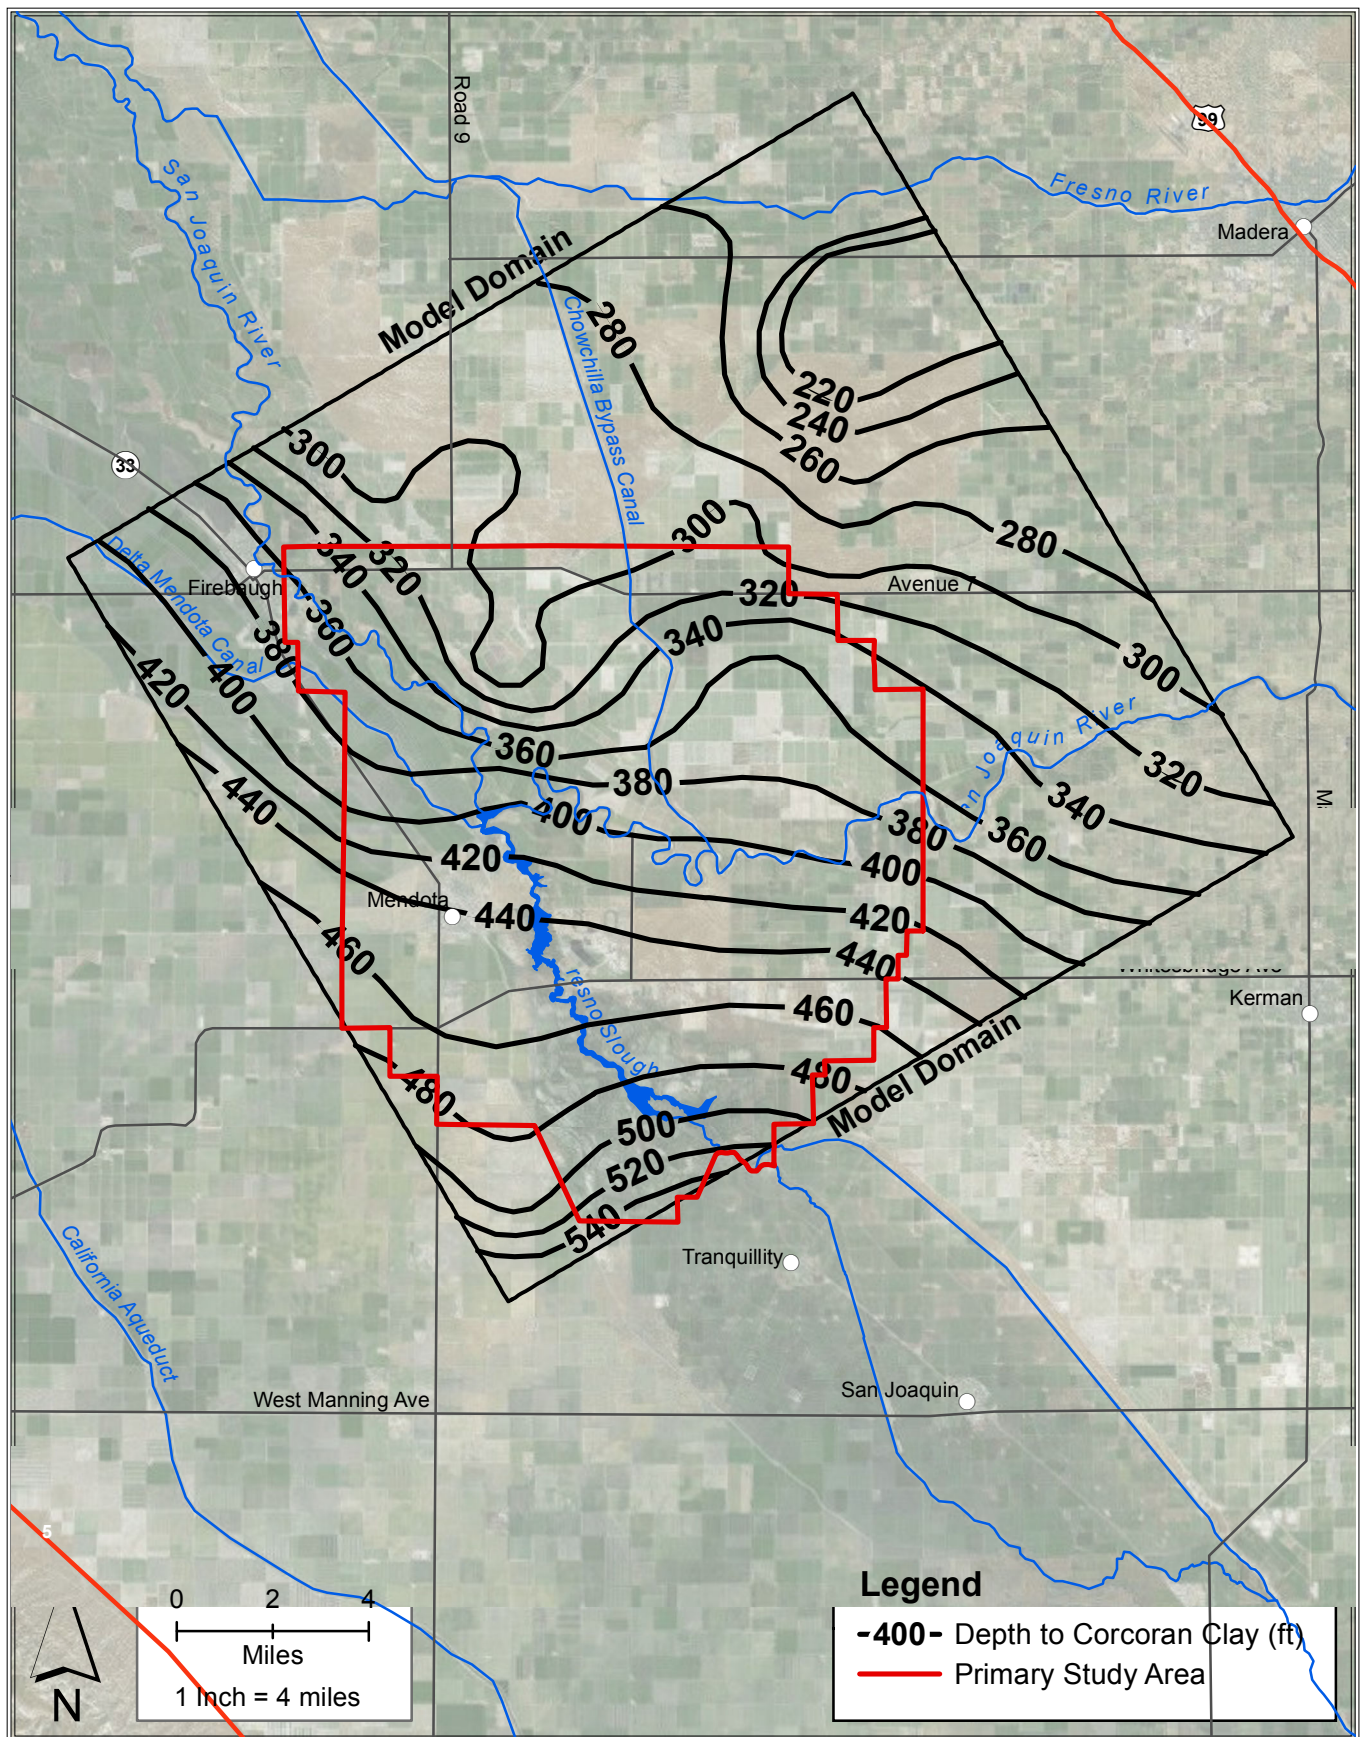 Road 9
99
San Joaquin River
Fresno River
Madera
Model Domain
280
Chowchilla Bypass Canal
220
240
260
300
33
300
280
Delta Mendota Canal
Firebaugh
340
320
Avenue 7
320
360
340
380
300
420
400
San Joaquin River
360
320
440
380
340
400
380
360
420
400
Mendota
440
420
460
440
Kerman
460
Slough
480
480
Model Domain
500
520
540
Tranquillity
California Aqueduct
San Joaquin
West Manning Ave
5
0 2 4
Miles
1 Inch = 4 miles
N
Legend
-400- Depth to Corcoran Clay (ft)
Primary Study Area